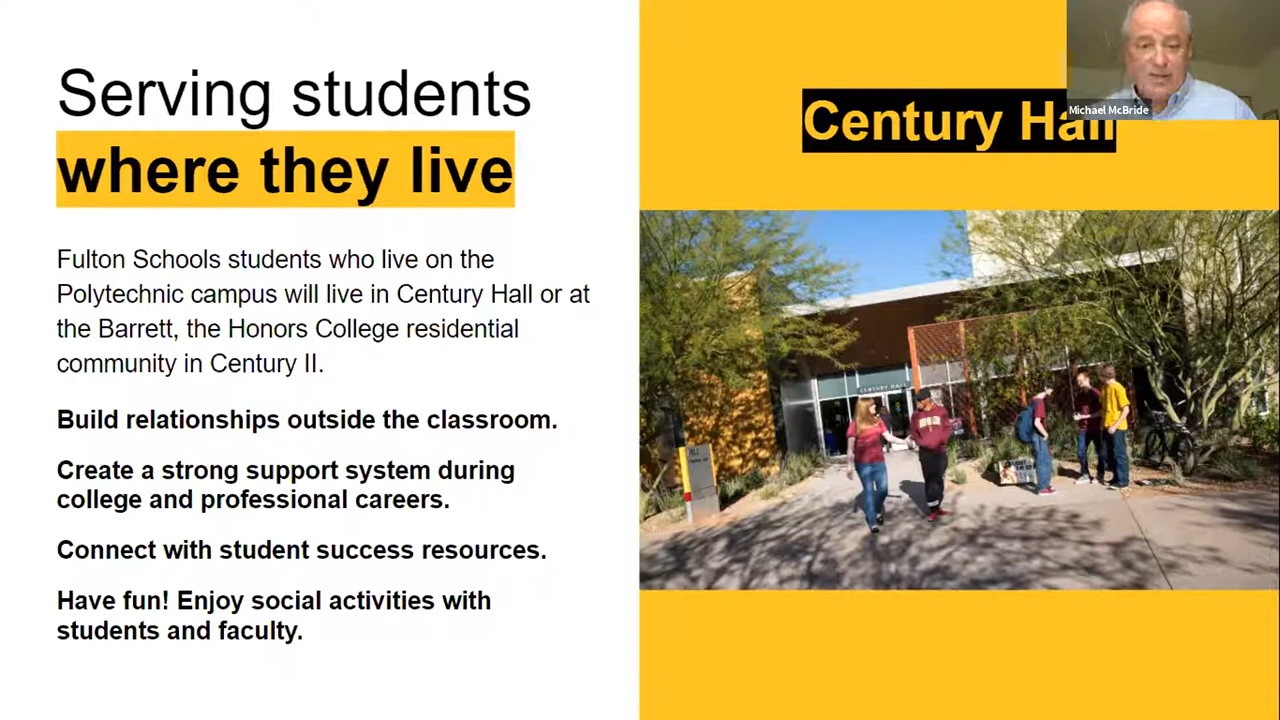 Serving students
where they live
Fulton Schools students who live on the
Polytechnic campus will live in Century Hall or at
the Barrett, the Honors College residential
community in Century II.
Build relationships outside the classroom.
Create a strong support system during
college and professional careers.
Connect with student success resources.
Have fun! Enjoy social activities with
students and faculty.
Michael McBride
Century Hall
CENTURY HALL